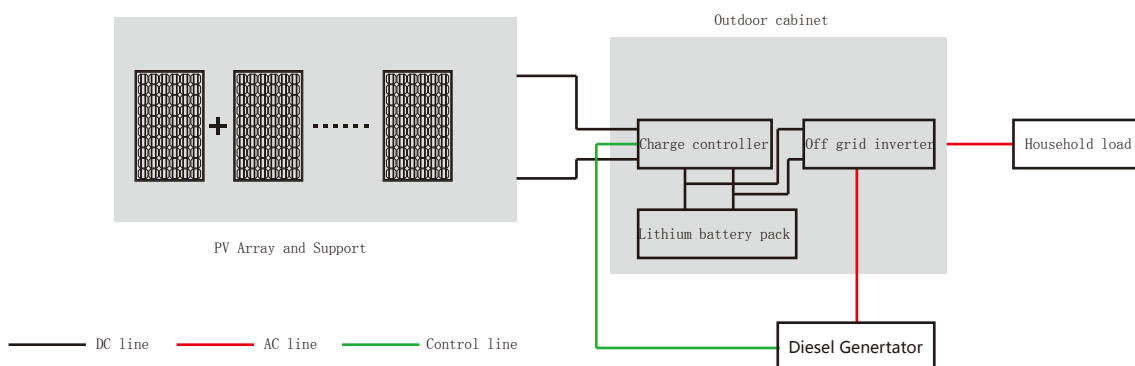 Outdoor cabinet
Charge controller
Off grid inverter
Household load
Lithium battery pack
PV Array and Support
DC line
AC line
Control line
Diesel Genertator